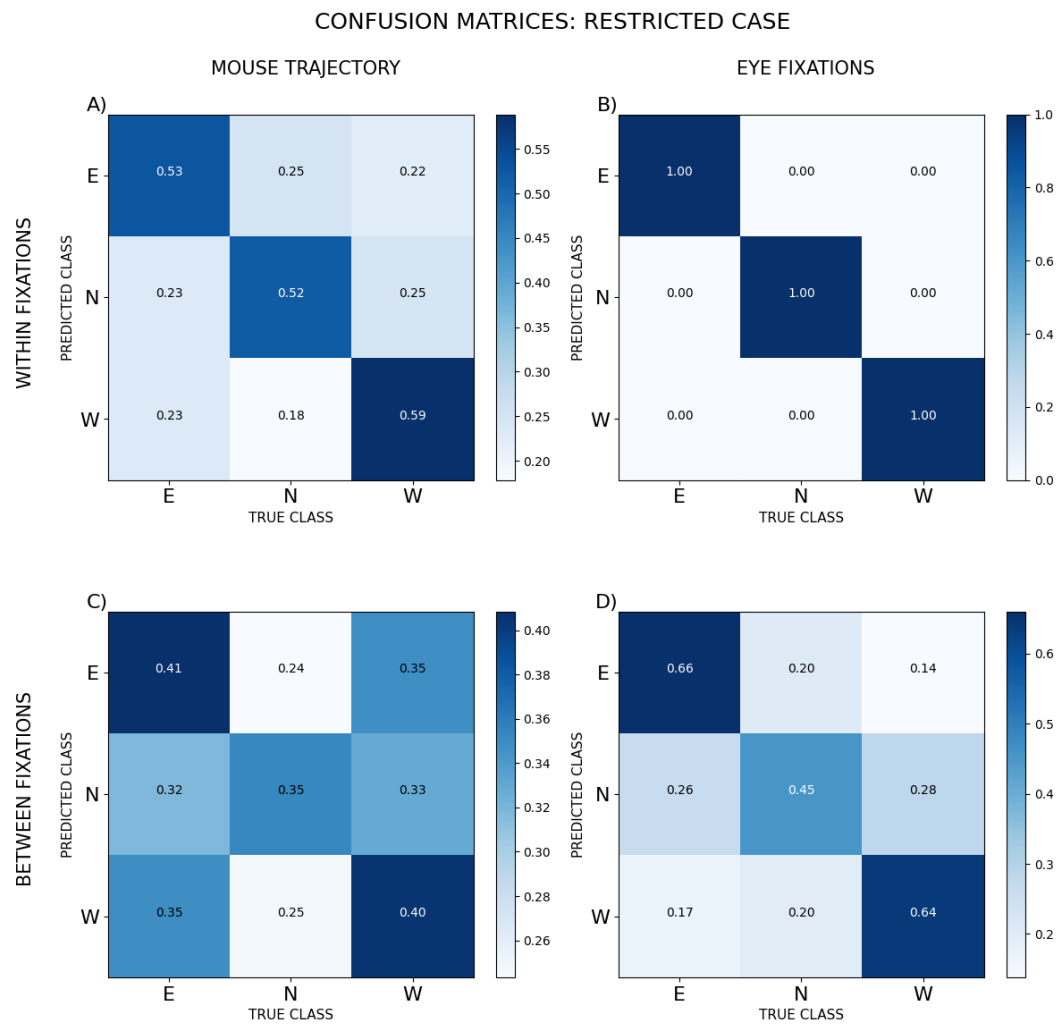 CONFUSION MATRICES: RESTRICTED CASE
MOUSE TRAJECTORY
EYE FIXATIONS
WITHIN FIXATIONS
A)
PREDICTED CLASS
E 0.53 0.25 0.22
N 0.23 0.52 0.25
W 0.23 0.18 0.59
E N W
TRUE CLASS
0.55
0.50
0.45
0.40
0.35
0.30
0.25
0.20
B)
PREDICTED CLASS
E 1.00 0.00 0.00
N 0.00 1.00 0.00
W 0.00 0.00 1.00
E N W
TRUE CLASS
1.0
0.8
0.6
0.4
0.2
0.0
BETWEEN FIXATIONS
C)
PREDICTED CLASS
E 0.41 0.24 0.35
N 0.32 0.35 0.33
W 0.35 0.25 0.40
E N W
TRUE CLASS
0.40
0.38
0.36
0.34
0.32
0.30
0.28
0.26
D)
PREDICTED CLASS
E 0.66 0.20 0.14
N 0.26 0.45 0.28
W 0.17 0.20 0.64
E N W
TRUE CLASS
0.6
0.5
0.4
0.3
0.2